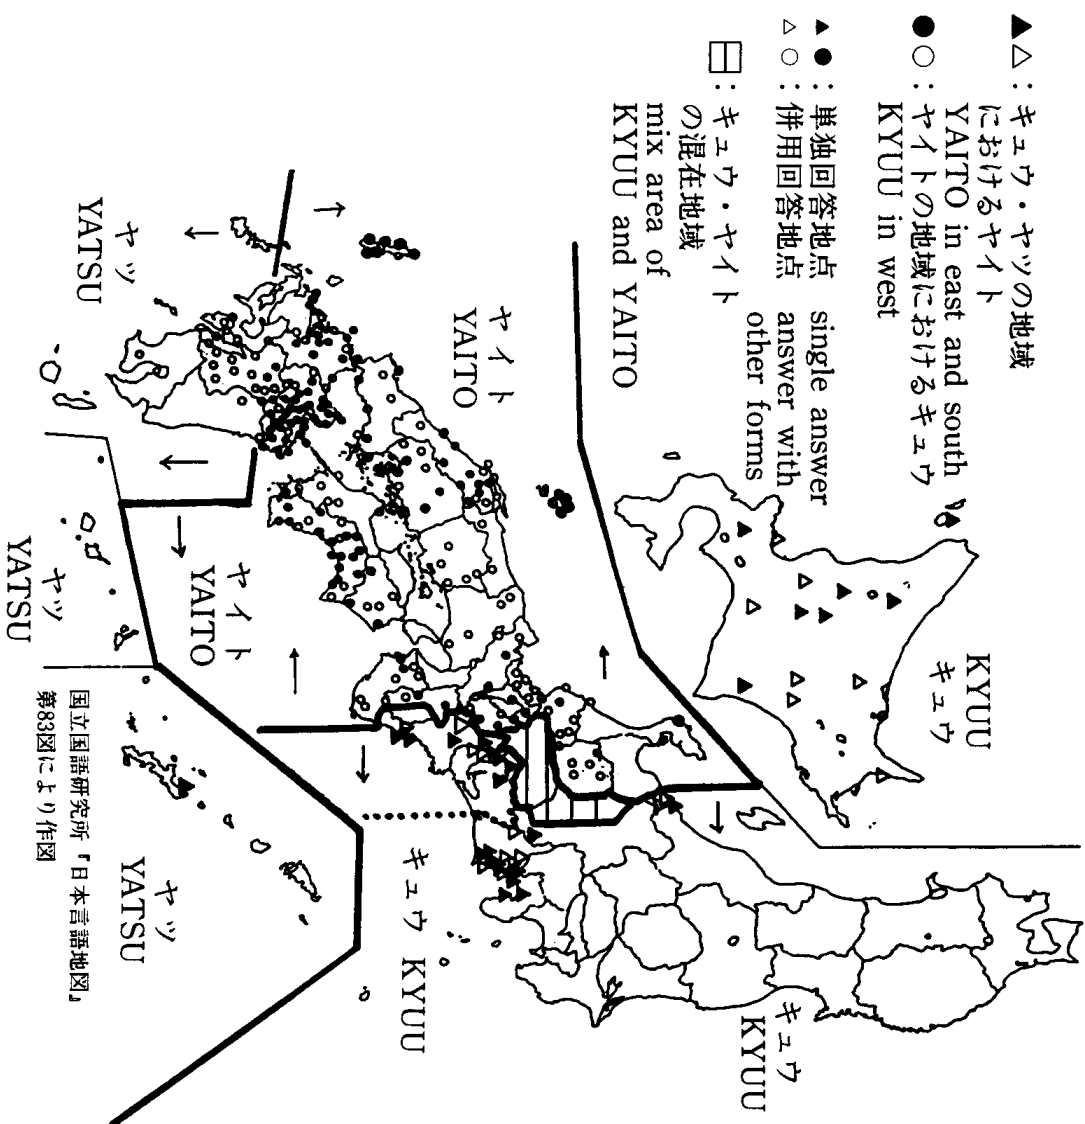 ▲△：キュウ・ヤツの地域
におけるヤイト
YAITO in east and south
●○：ヤイトの地域におけるキュウ
KYUU in west
▲●：単独回答地点 single answer
△○：併用回答地点 answer with
other forms
：キュウ・ヤイト
の混在地域
mix area of
KYUU and YAITO
KYUU
キュウ
ヤイト
YAITO
ヤツ
YATSU
キュウ
KYUU
ヤイト
YAITO
キュウ KYUU
ヤツ
YATSU
ヤツ
YATSU
国立国語研究所『日本言語地図』
第83図により作図